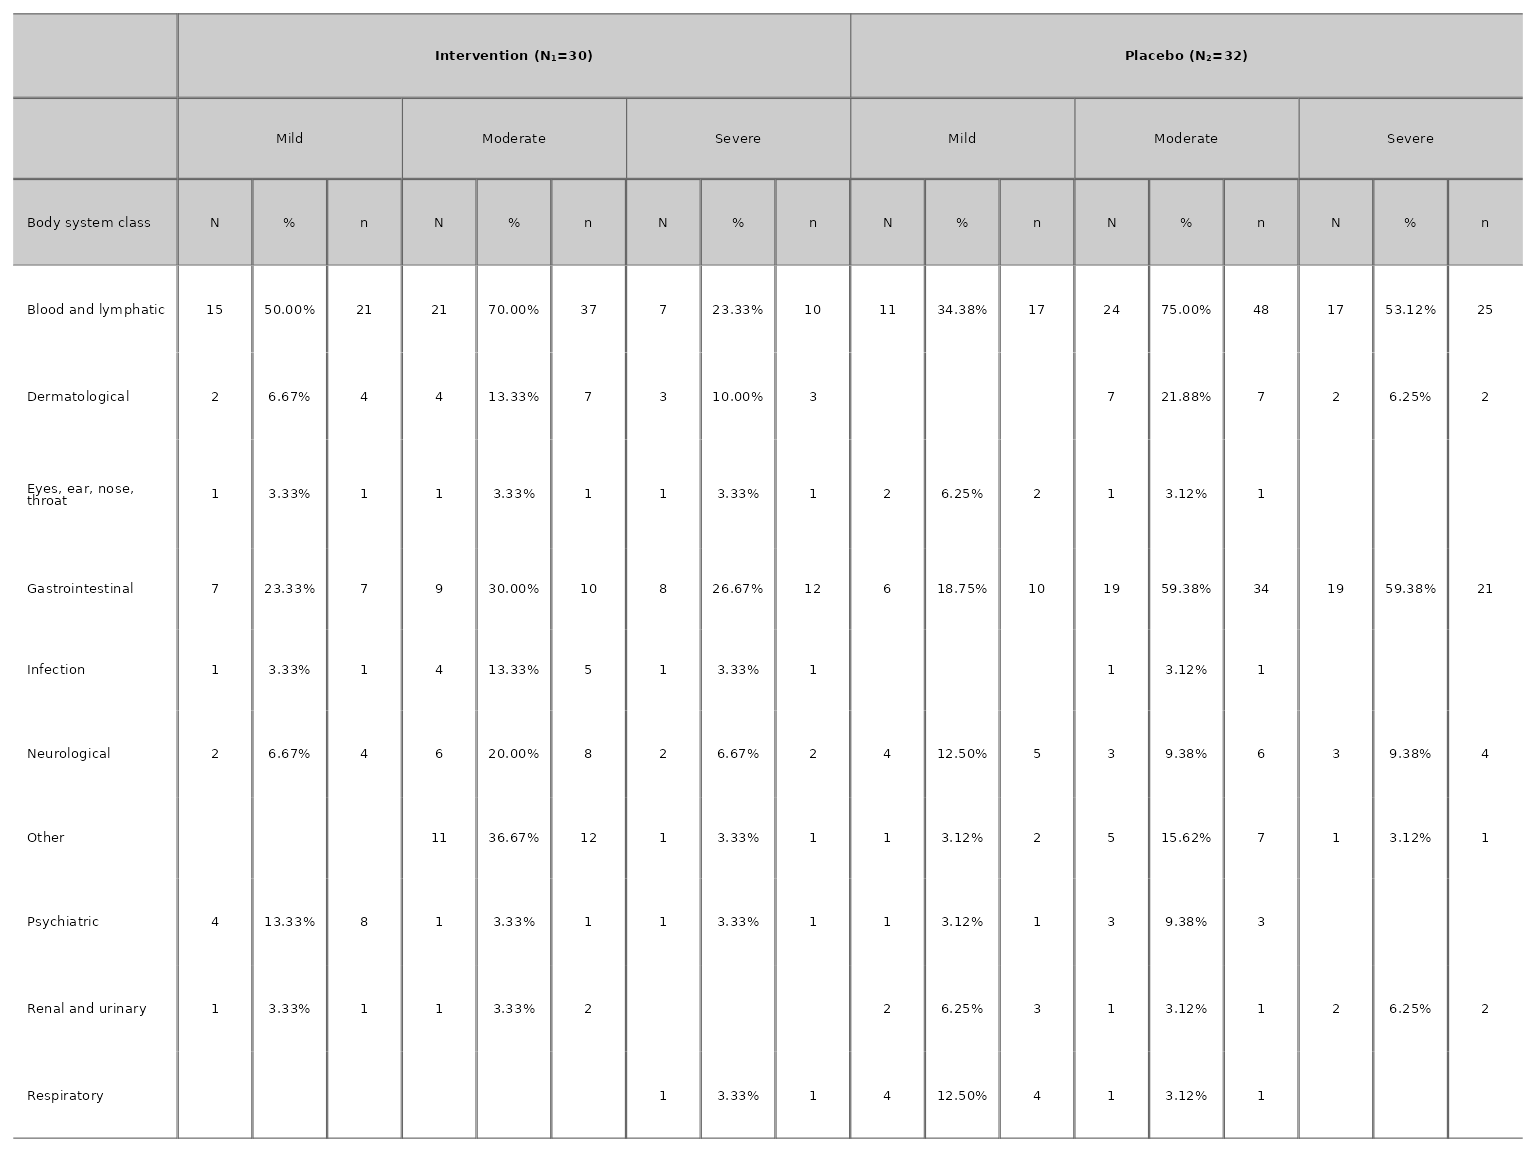 Intervention (N₁=30) Placebo (N₂=32)
Mild Moderate Severe Mild Moderate Severe
Body system class N % n N % n N % n N % n N % n N % n
Blood and lymphatic 15 50.00% 21 21 70.00% 37 7 23.33% 10 11 34.38% 17 24 75.00% 48 17 53.12% 25
Dermatological 2 6.67% 4 4 13.33% 7 3 10.00% 3 7 21.88% 7 2 6.25% 2
Eyes, ear, nose,
throat 1 3.33% 1 1 3.33% 1 1 3.33% 1 2 6.25% 2 1 3.12% 1
Gastrointestinal 7 23.33% 7 9 30.00% 10 8 26.67% 12 6 18.75% 10 19 59.38% 34 19 59.38% 21
Infection 1 3.33% 1 4 13.33% 5 1 3.33% 1 1 3.12% 1
Neurological 2 6.67% 4 6 20.00% 8 2 6.67% 2 4 12.50% 5 3 9.38% 6 3 9.38% 4
Other 11 36.67% 12 1 3.33% 1 1 3.12% 2 5 15.62% 7 1 3.12% 1
Psychiatric 4 13.33% 8 1 3.33% 1 1 3.33% 1 1 3.12% 1 3 9.38% 3
Renal and urinary 1 3.33% 1 1 3.33% 2 2 6.25% 3 1 3.12% 1 2 6.25% 2
Respiratory 1 3.33% 1 4 12.50% 4 1 3.12% 1